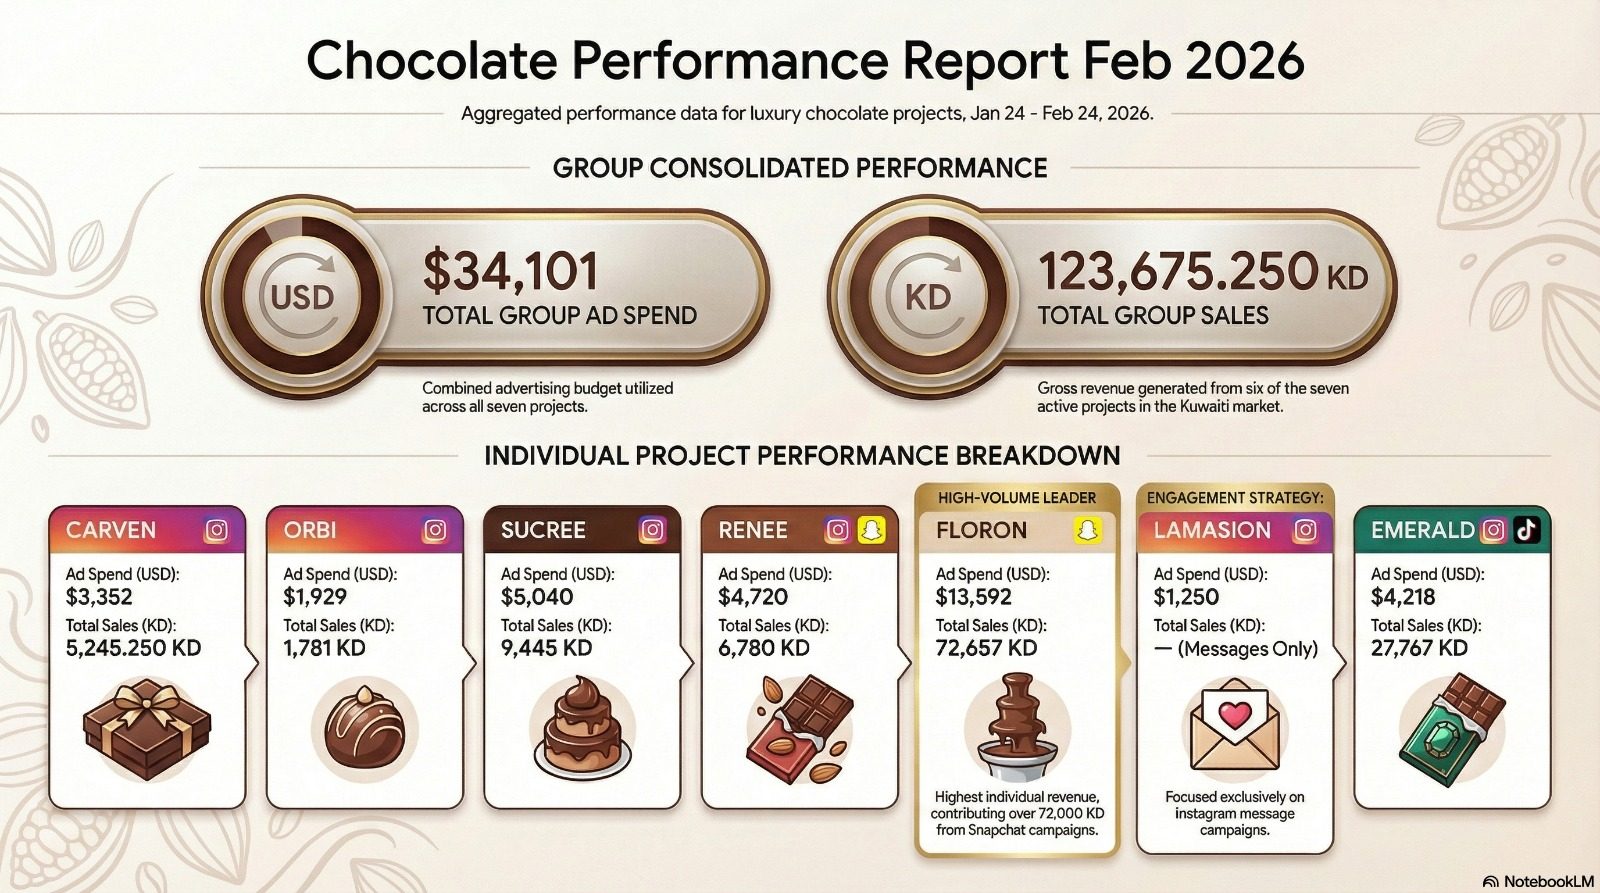 Chocolate Performance Report Feb 2026
Aggregated performance data for luxury chocolate projects, Jan 24 - Feb 24, 2026.
GROUP CONSOLIDATED PERFORMANCE
USD
$34,101
TOTAL GROUP AD SPEND
Combined advertising budget utilized
across all seven projects.
KD
123,675.250 KD
TOTAL GROUP SALES
Gross revenue generated from six of the seven
active projects in the Kuwaiti market.
INDIVIDUAL PROJECT PERFORMANCE BREAKDOWN
CARVEN
Ad Spend (USD):
$3,352
Total Sales (KD):
5,245.250 KD
ORBI
Ad Spend (USD):
$1,929
Total Sales (KD):
1,781 KD
SUCREE
Ad Spend (USD):
$5,040
Total Sales (KD):
9,445 KD
RENEE
Ad Spend (USD):
$4,720
Total Sales (KD):
6,780 KD
HIGH-VOLUME LEADER
FLORON
Ad Spend (USD):
$13,592
Total Sales (KD):
72,657 KD
Highest individual revenue,
contributing over 72,000 KD
from Snapchat campaigns.
ENGAGEMENT STRATEGY:
LAMASION
Ad Spend (USD):
$1,250
Total Sales (KD):
— (Messages Only)
Focused exclusively on
instagram message
campaigns.
EMERALD
Ad Spend (USD):
$4,218
Total Sales (KD):
27,767 KD
NotebookLM